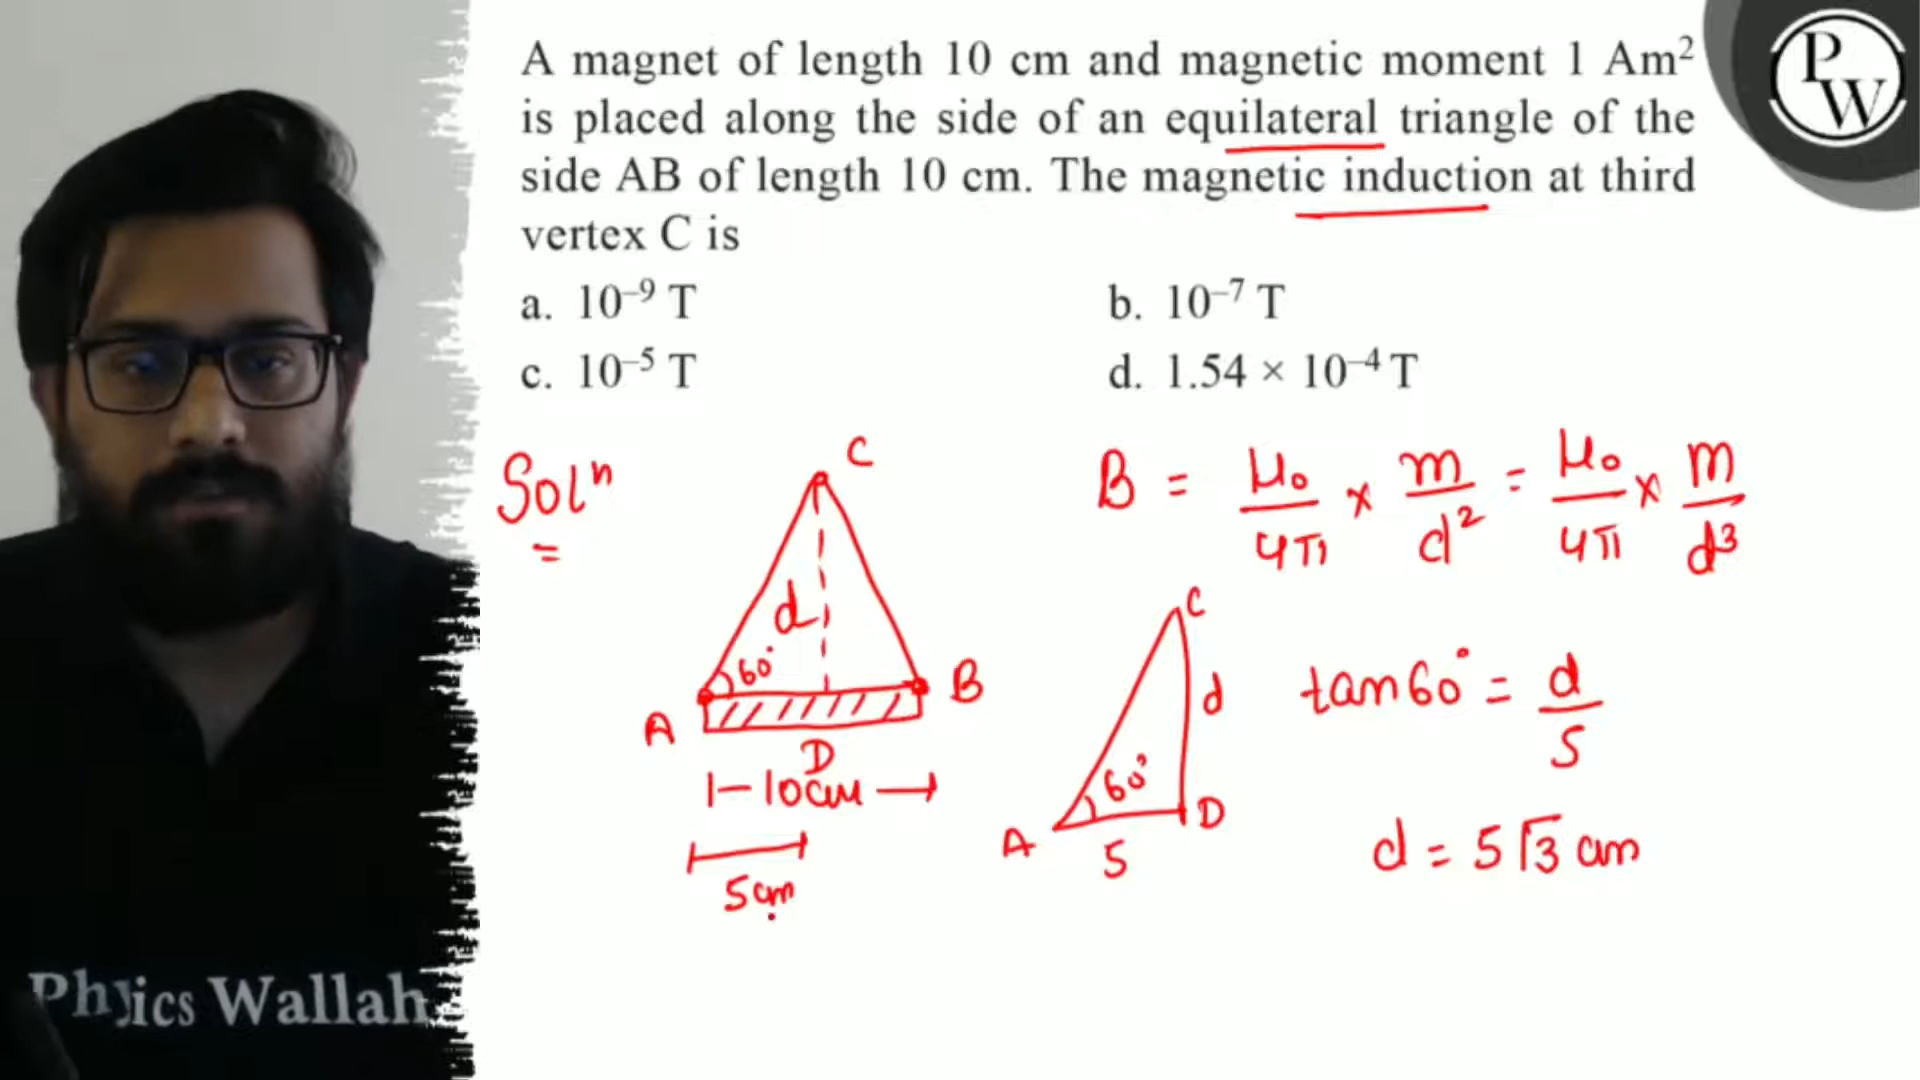 A magnet of length 10 cm and magnetic moment 1 Am²
is placed along the side of an equilateral triangle of the
side AB of length 10 cm. The magnetic induction at third
vertex C is
a. 10⁻⁹ T
b. 10⁻⁷ T
c. 10⁻⁵ T
d. 1.54 × 10⁻⁴ T
PW
Solⁿ
=
C
d
60°
A
B
D
10cm
5cm
B = μ₀/4π × m/d² = μ₀/4π × m/d³
C
d
60°
A
D
5
tan60° = d/5
d = 5√3 cm
Physics Wallah